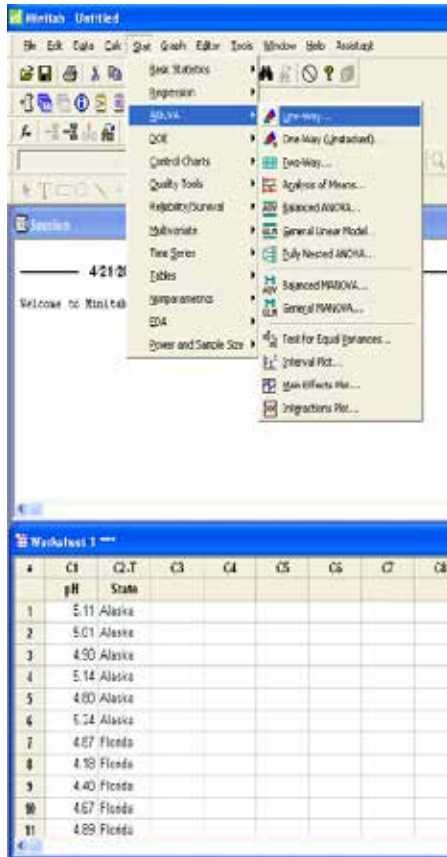 Minitab Untitled
File Edit Data Calc Stat Graph Editor Tools Window Help Assistant
Basic Statistics
Regression
ANOVA
DOE
Control Charts
Quality Tools
Reliability/Survival
Multivariate
Time Series
Tables
Nonparametrics
EDA
Power and Sample Size
One-Way...
One-Way (Unstacked)...
Two-Way...
Analysis of Means...
Balanced ANOVA...
General Linear Model...
Fully Nested ANOVA...
Balanced MANOVA...
General MANOVA...
Test for Equal Variances...
Interval Plot...
Main Effects Plot...
Interactions Plot...
Session
4/21/20
Welcome to Minitab
Worksheet 1 ***
C1 C2-T C3 C4 C5 C6 C7 C8
pH State
1 5.11 Alaska
2 5.01 Alaska
3 4.90 Alaska
4 5.14 Alaska
5 4.80 Alaska
6 5.24 Alaska
7 4.87 Florida
8 4.18 Florida
9 4.40 Florida
10 4.67 Florida
11 4.89 Florida